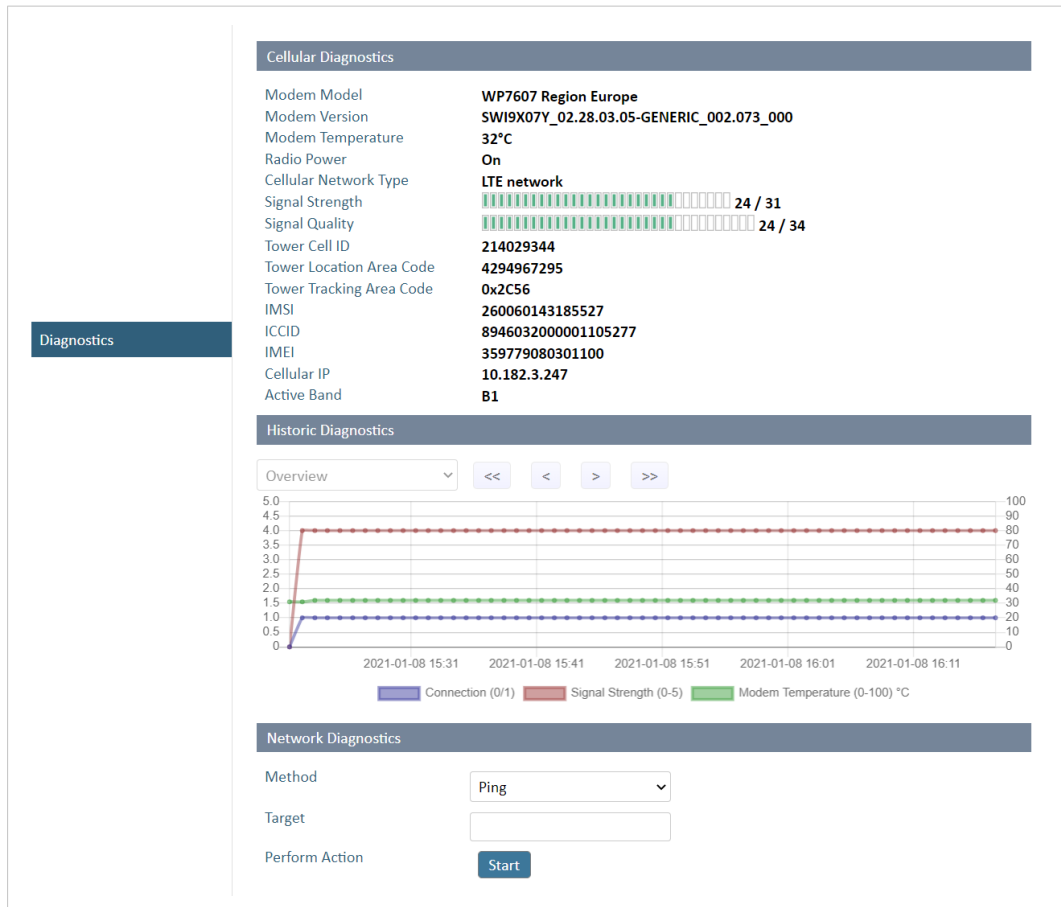 Cellular Diagnostics
Modem Model WP7607 Region Europe
Modem Version SWI9X07Y_02.28.03.05-GENERIC_002.073_000
Modem Temperature 32°C
Radio Power On
Cellular Network Type LTE network
Signal Strength 24 / 31
Signal Quality 24 / 34
Tower Cell ID 214029344
Tower Location Area Code 4294967295
Tower Tracking Area Code 0x2C56
IMSI 260060143185527
ICCID 8946032000001105277
IMEI 359779080301100
Cellular IP 10.182.3.247
Active Band B1
Diagnostics
Historic Diagnostics
Overview << < > >>
5.0 100
4.5 90
4.0 80
3.5 70
3.0 60
2.5 50
2.0 40
1.5 30
1.0 20
0.5 10
0 0
2021-01-08 15:31 2021-01-08 15:41 2021-01-08 15:51 2021-01-08 16:01 2021-01-08 16:11
Connection (0/1) Signal Strength (0-5) Modem Temperature (0-100) °C
Network Diagnostics
Method Ping
Target
Perform Action Start